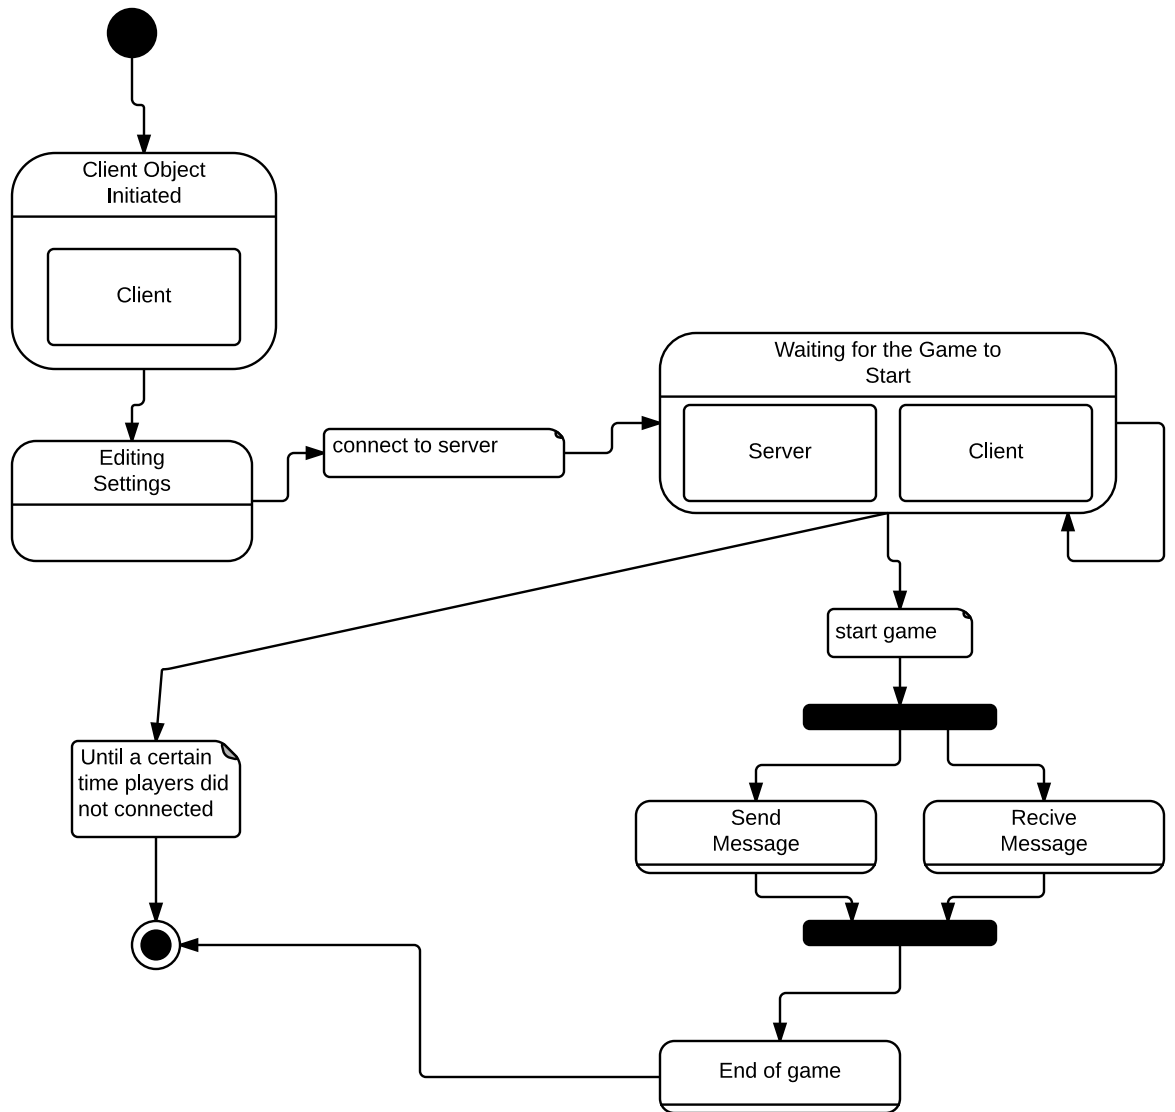 Client Object
Initiated
Client
Editing
Settings
connect to server
Waiting for the Game to
Start
Server
Client
start game
Until a certain
time players did
not connected
Send
Message
Recive
Message
End of game